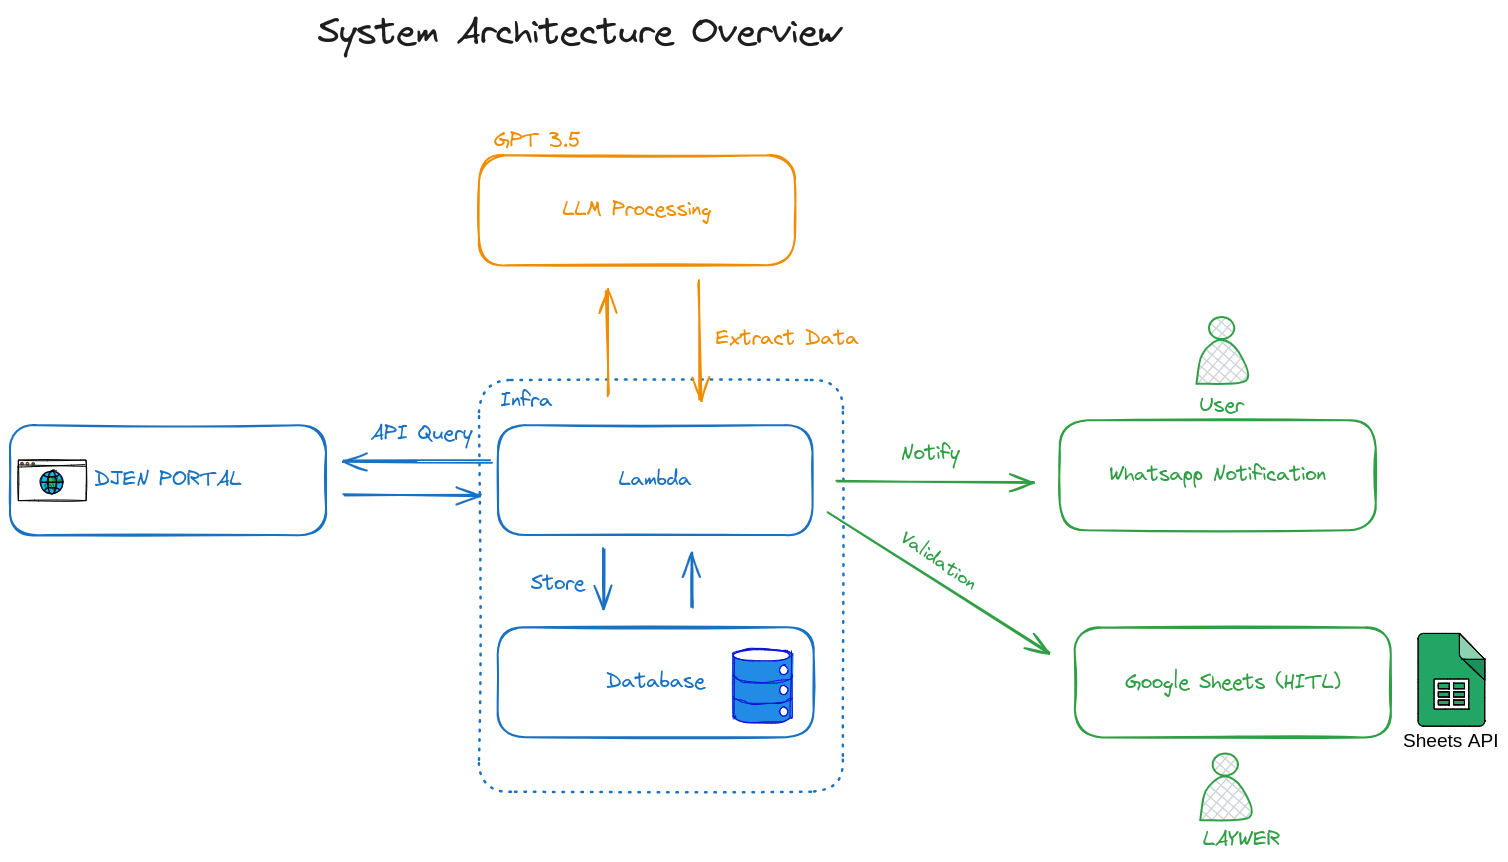 System Architecture Overview
GPT 3.5
LLM Processing
Extract Data
Infra
API Query
DJEN PORTAL
Lambda
Notify
User
Whatsapp Notification
Validation
Store
Database
Google Sheets (HITL)
Sheets API
LAYWER